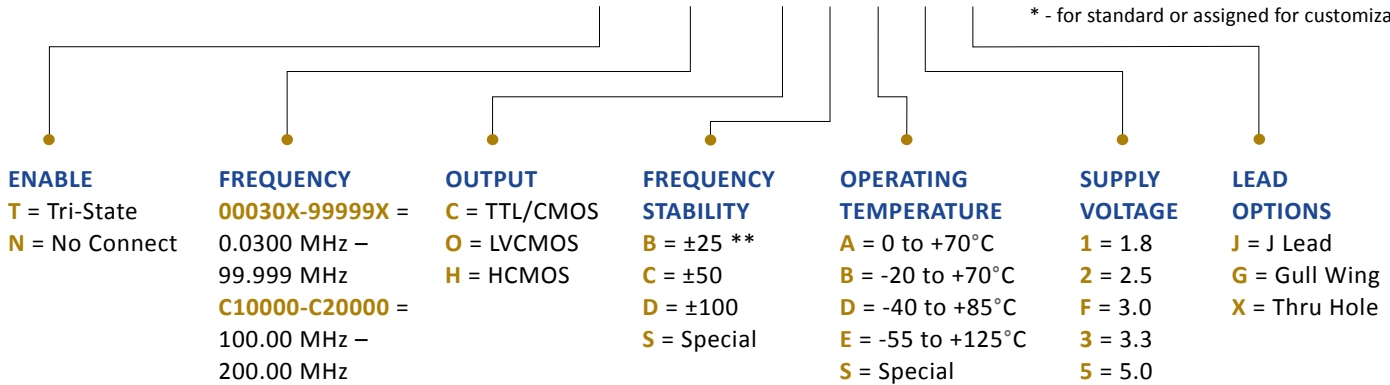 * - for standard or assigned for customiza
ENABLE
T = Tri-State
N = No Connect
FREQUENCY
00030X-99999X =
0.0300 MHz –
99.999 MHz
C10000-C20000 =
100.00 MHz –
200.00 MHz
OUTPUT
C = TTL/CMOS
O = LVCMOS
H = HCMOS
FREQUENCY
STABILITY
B = ±25 **
C = ±50
D = ±100
S = Special
OPERATING
TEMPERATURE
A = 0 to +70°C
B = -20 to +70°C
D = -40 to +85°C
E = -55 to +125°C
S = Special
SUPPLY
VOLTAGE
1 = 1.8
2 = 2.5
F = 3.0
3 = 3.3
5 = 5.0
LEAD
OPTIONS
J = J Lead
G = Gull Wing
X = Thru Hole